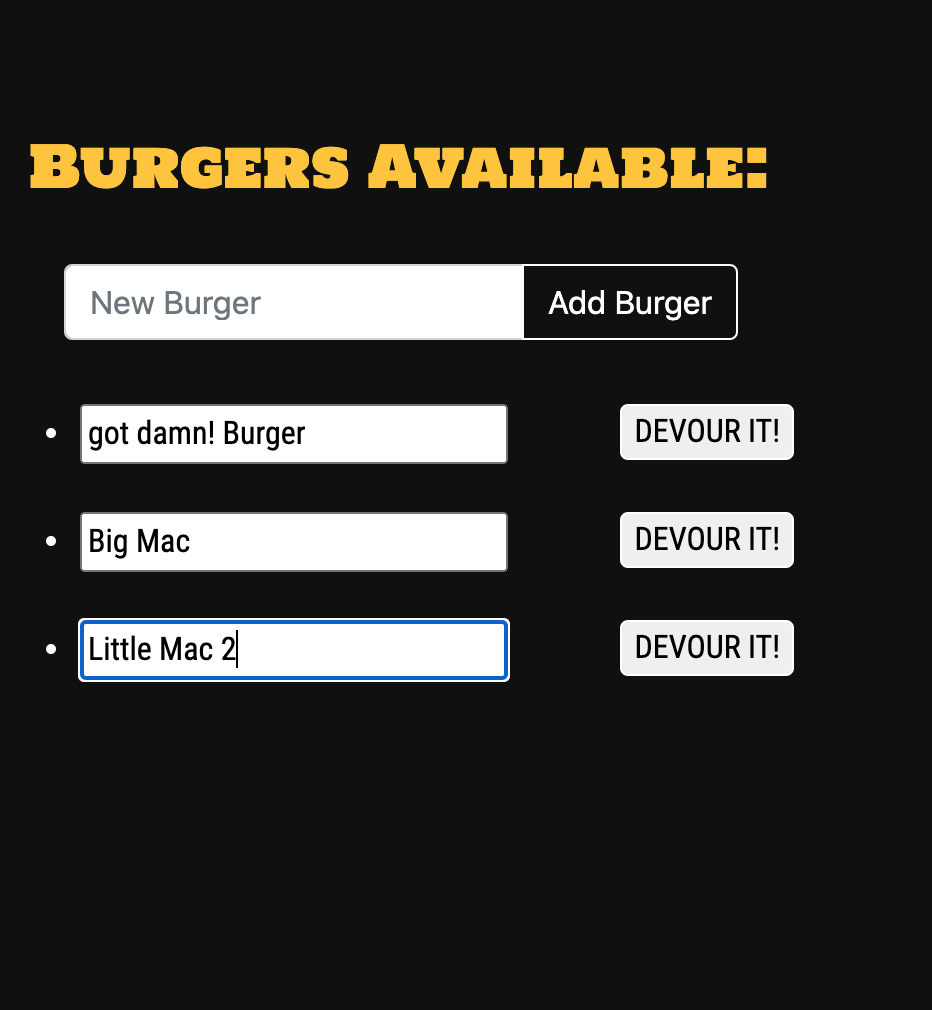 Burgers Available:
New Burger Add Burger
got damn! Burger DEVOUR IT!
Big Mac DEVOUR IT!
Little Mac 2 DEVOUR IT!